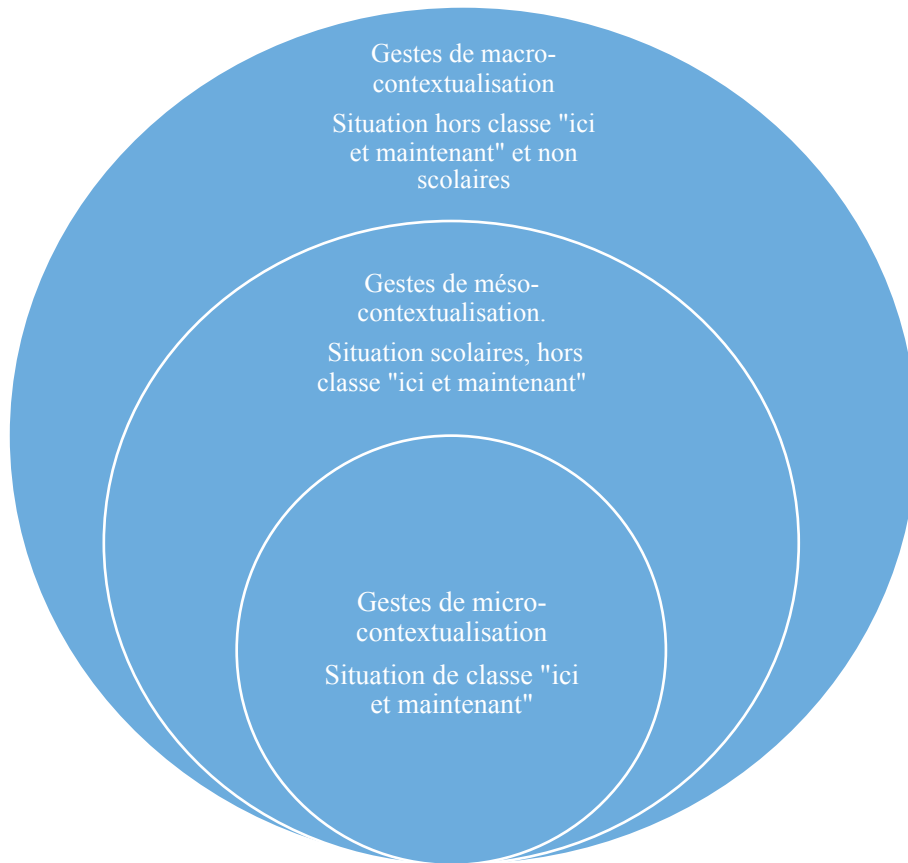 Gestes de macro-
contextualisation
Situation hors classe "ici
et maintenant" et non
scolaires
Gestes de méso-
contextualisation.
Situation scolaires, hors
classe "ici et maintenant"
Gestes de micro-
contextualisation
Situation de classe "ici
et maintenant"